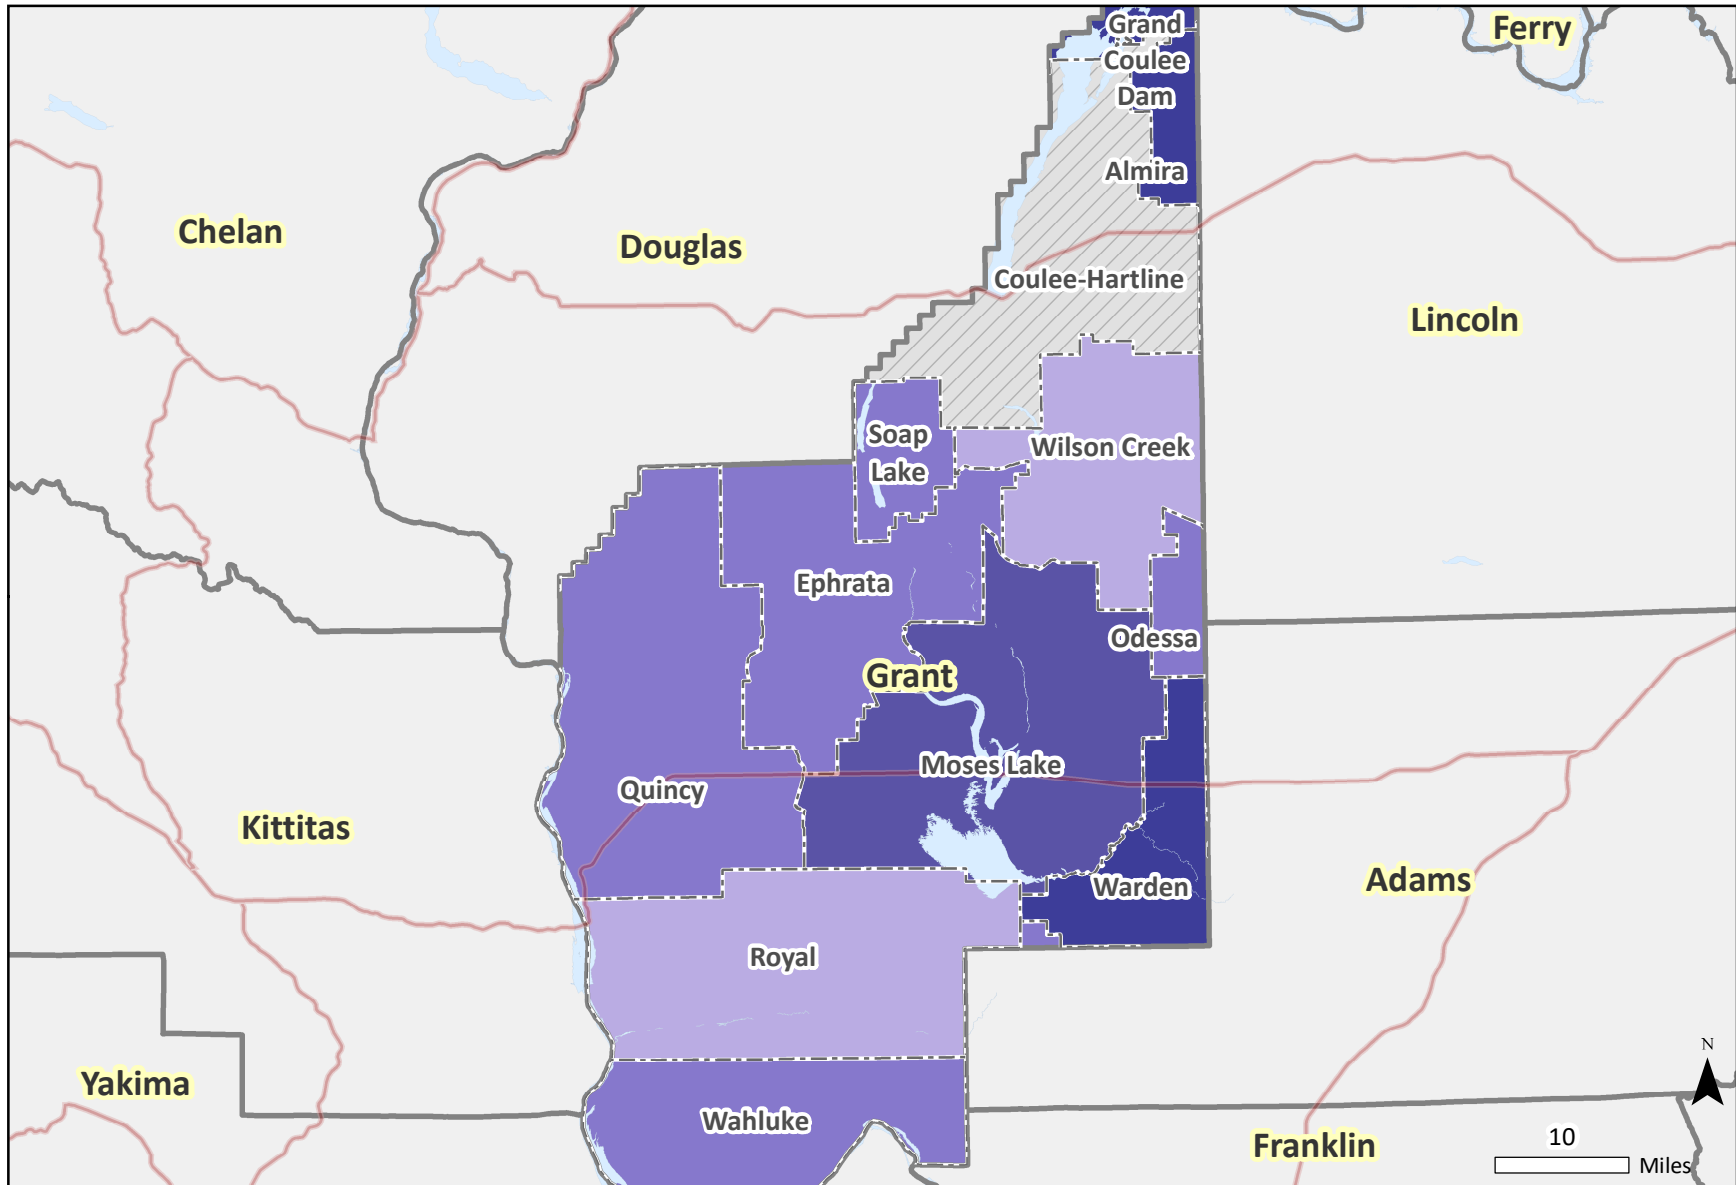 Grand
Coulee
Dam
Ferry
Almira
Chelan
Douglas
Coulee-Hartline
Lincoln
Soap
Lake
Wilson Creek
Ephrata
Odessa
Grant
Moses Lake
Quincy
Kittitas
Warden
Adams
Royal
Yakima
Wahluke
Franklin
N
10
Miles